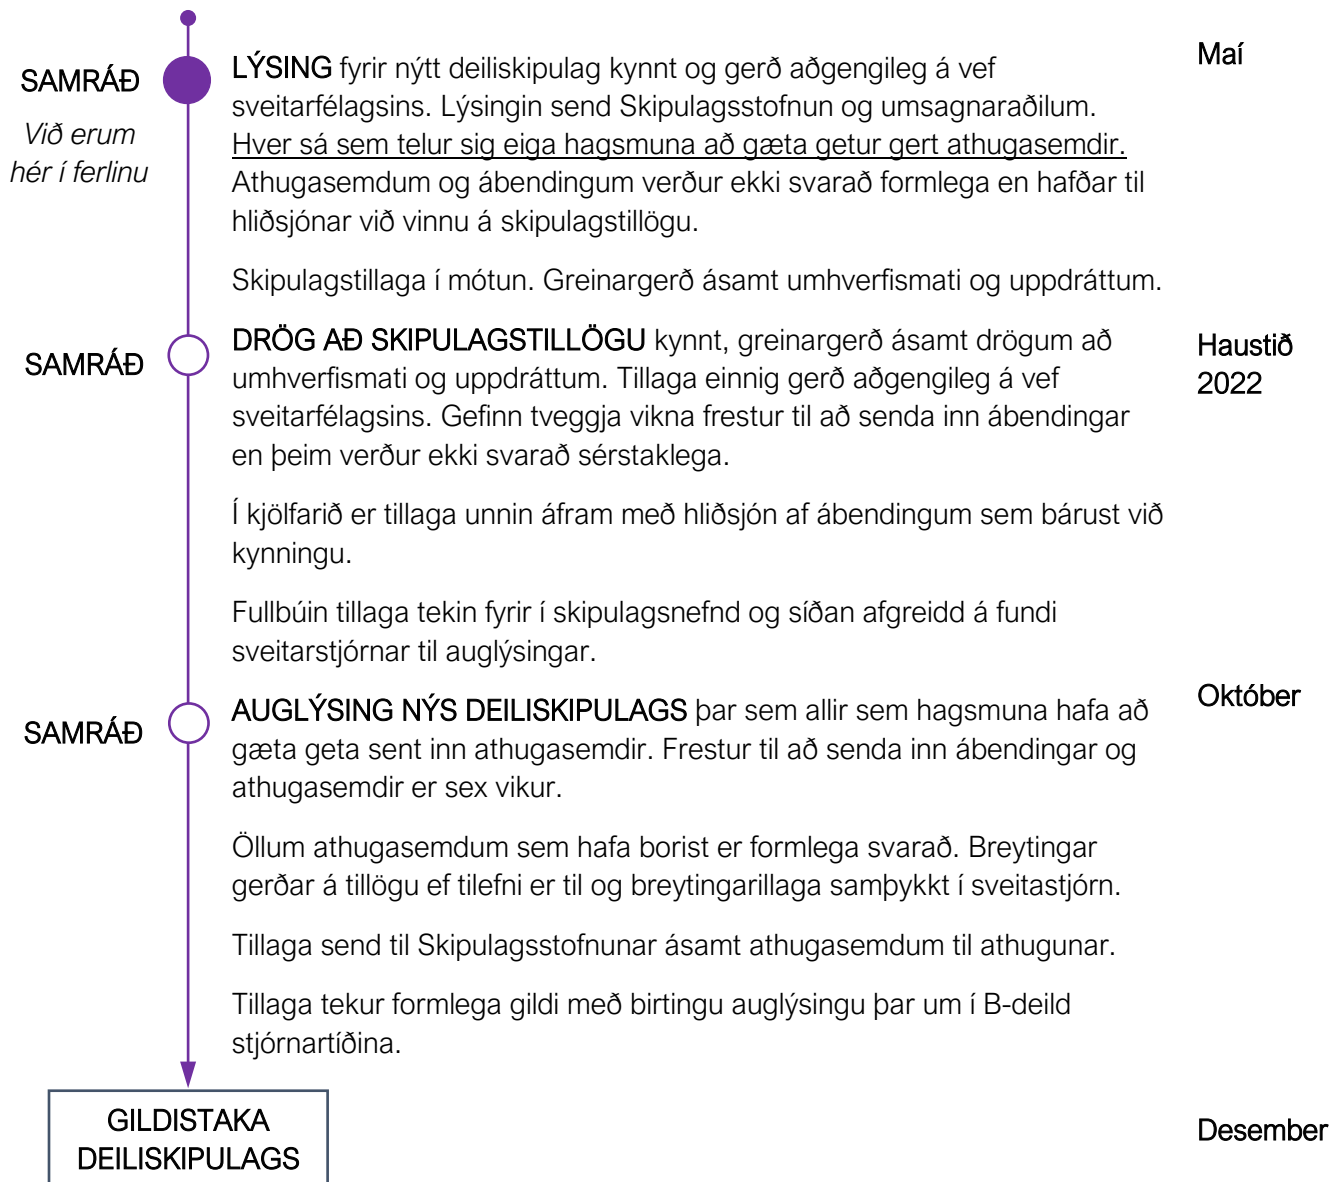 SAMRÁÐ
Við erum
hér í ferlinu
LÝSING fyrir nýtt deiliskipulag kynnt og gerð aðgengileg á vef
sveitarfélagsins. Lýsingin send Skipulagsstofnun og umsagnaraðilum.
Hver sá sem telur sig eiga hagsmuna að gæta getur gert athugasemdir.
Athugasemdum og ábendingum verður ekki svarað formlega en hafðar til
hliðsjónar við vinnu á skipulagstillögu.
Maí
Skipulagstillaga í mótun. Greinargerð ásamt umhverfismati og uppdráttum.
SAMRÁÐ
DRÖG AÐ SKIPULAGSTILLÖGU kynnt, greinargerð ásamt drögum að
umhverfismati og uppdráttum. Tillaga einnig gerð aðgengileg á vef
sveitarfélagsins. Gefinn tveggja vikna frestur til að senda inn ábendingar
en þeim verður ekki svarað sérstaklega.
Haustið
2022
Í kjölfarið er tillaga unnin áfram með hliðsjón af ábendingum sem bárust við
kynningu.
Fullbúin tillaga tekin fyrir í skipulagsnefnd og síðan afgreidd á fundi
sveitarstjórnar til auglýsingar.
SAMRÁÐ
AUGLÝSING NÝS DEILISKIPULAGS þar sem allir sem hagsmuna hafa að
gæta geta sent inn athugasemdir. Frestur til að senda inn ábendingar og
athugasemdir er sex vikur.
Október
Öllum athugasemdum sem hafa borist er formlega svarað. Breytingar
gerðar á tillögu ef tilefni er til og breytingarillaga samþykkt í sveitastjórn.
Tillaga send til Skipulagsstofnunar ásamt athugasemdum til athugunar.
Tillaga tekur formlega gildi með birtingu auglýsingu þar um í B-deild
stjórnartíðina.
GILDISTAKA
DEILISKIPULAGS
Desember